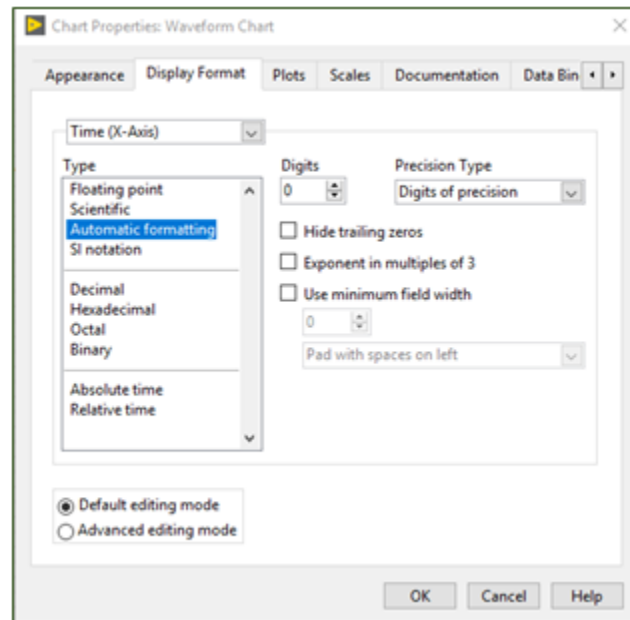 Chart Properties: Waveform Chart
Appearance Display Format Plots Scales Documentation Data Bin
Time (X-Axis)
Type Digits Precision Type
Floating point 0 Digits of precision
Scientific
Automatic formatting Hide trailing zeros
SI notation Exponent in multiples of 3
Decimal Use minimum field width
Hexadecimal 0
Octal
Binary Pad with spaces on left
Absolute time
Relative time
Default editing mode
Advanced editing mode
OK Cancel Help